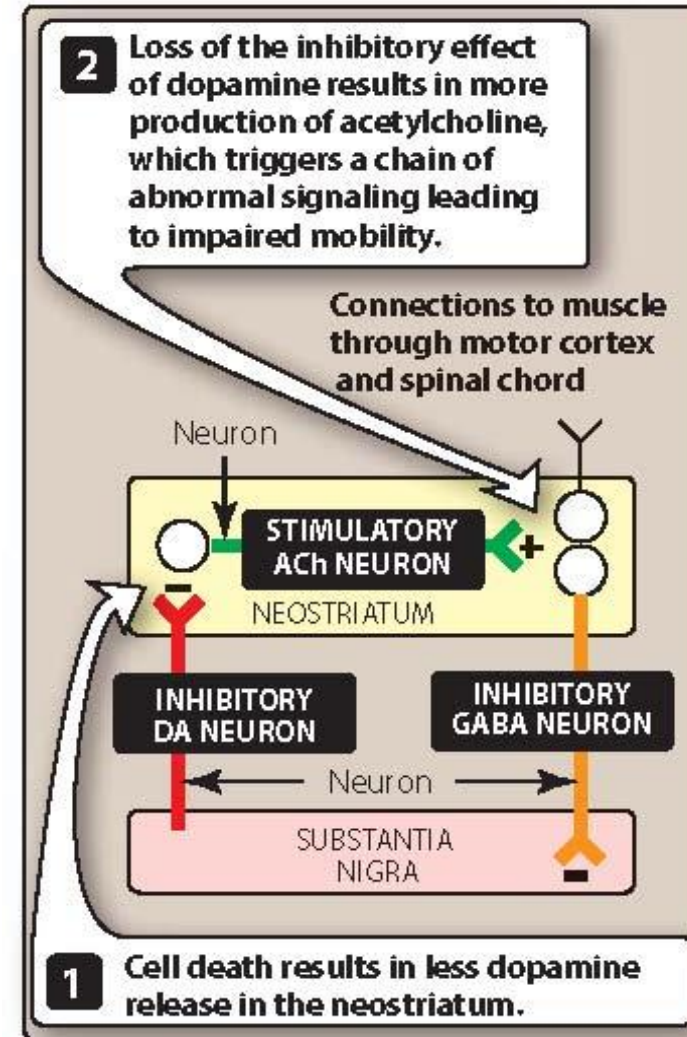 2 Loss of the inhibitory effect
of dopamine results in more
production of acetylcholine,
which triggers a chain of
abnormal signaling leading
to impaired mobility.
Connections to muscle
through motor cortex
and spinal chord
Neuron
STIMULATORY
ACh NEURON
+
-
NEOSTRIATUM
INHIBITORY
DA NEURON
INHIBITORY
GABA NEURON
Neuron
SUBSTANTIA
NIGRA
-
1 Cell death results in less dopamine
release in the neostriatum.